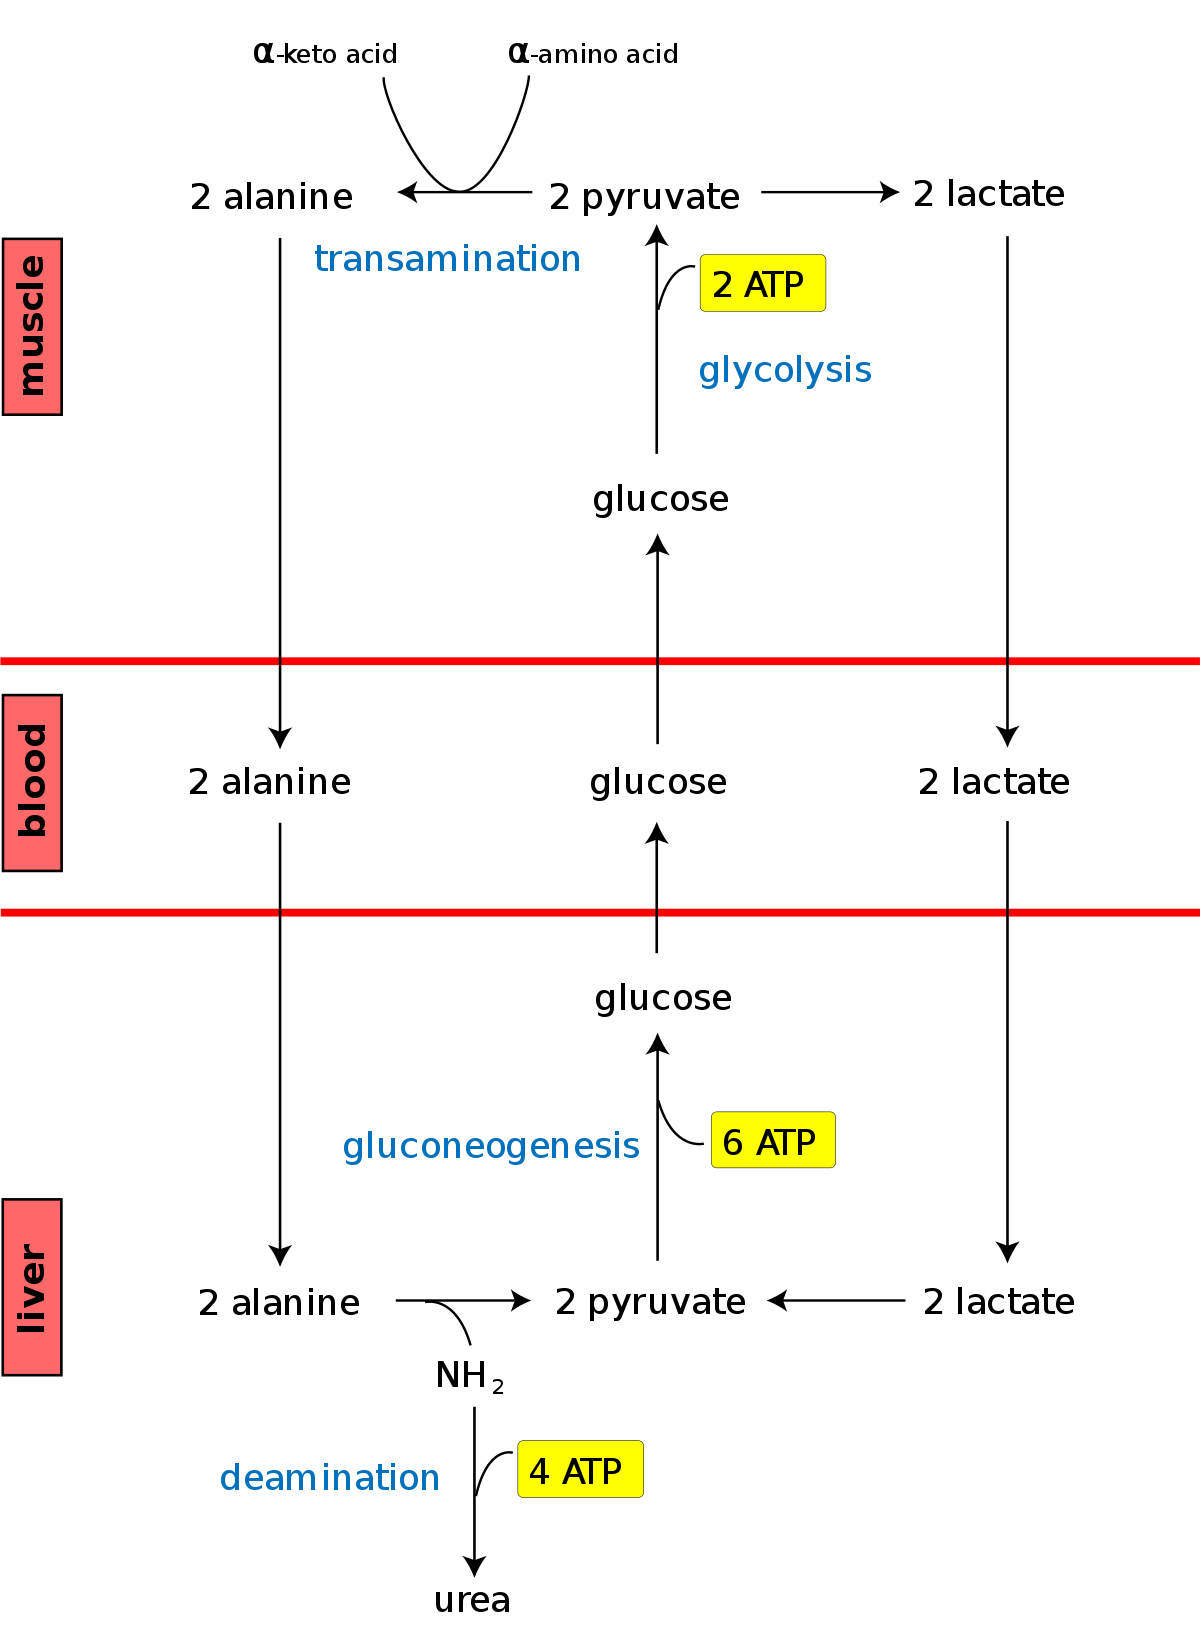 α-keto acid
α-amino acid
2 alanine
2 pyruvate
2 lactate
transamination
2 ATP
muscle
glycolysis
glucose
blood
2 alanine
glucose
2 lactate
glucose
gluconeogenesis
6 ATP
liver
2 alanine
2 pyruvate
2 lactate
NH₂
deamination
4 ATP
urea